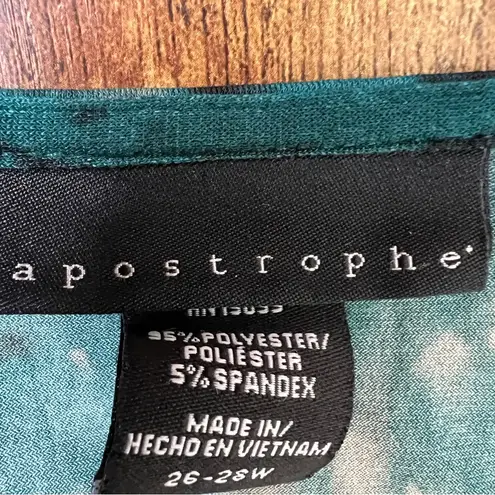 apostrophe
95% POLYESTER/
POLIÉSTER
5% SPANDEX
MADE IN/
HECHO EN VIETNAM
26-28W